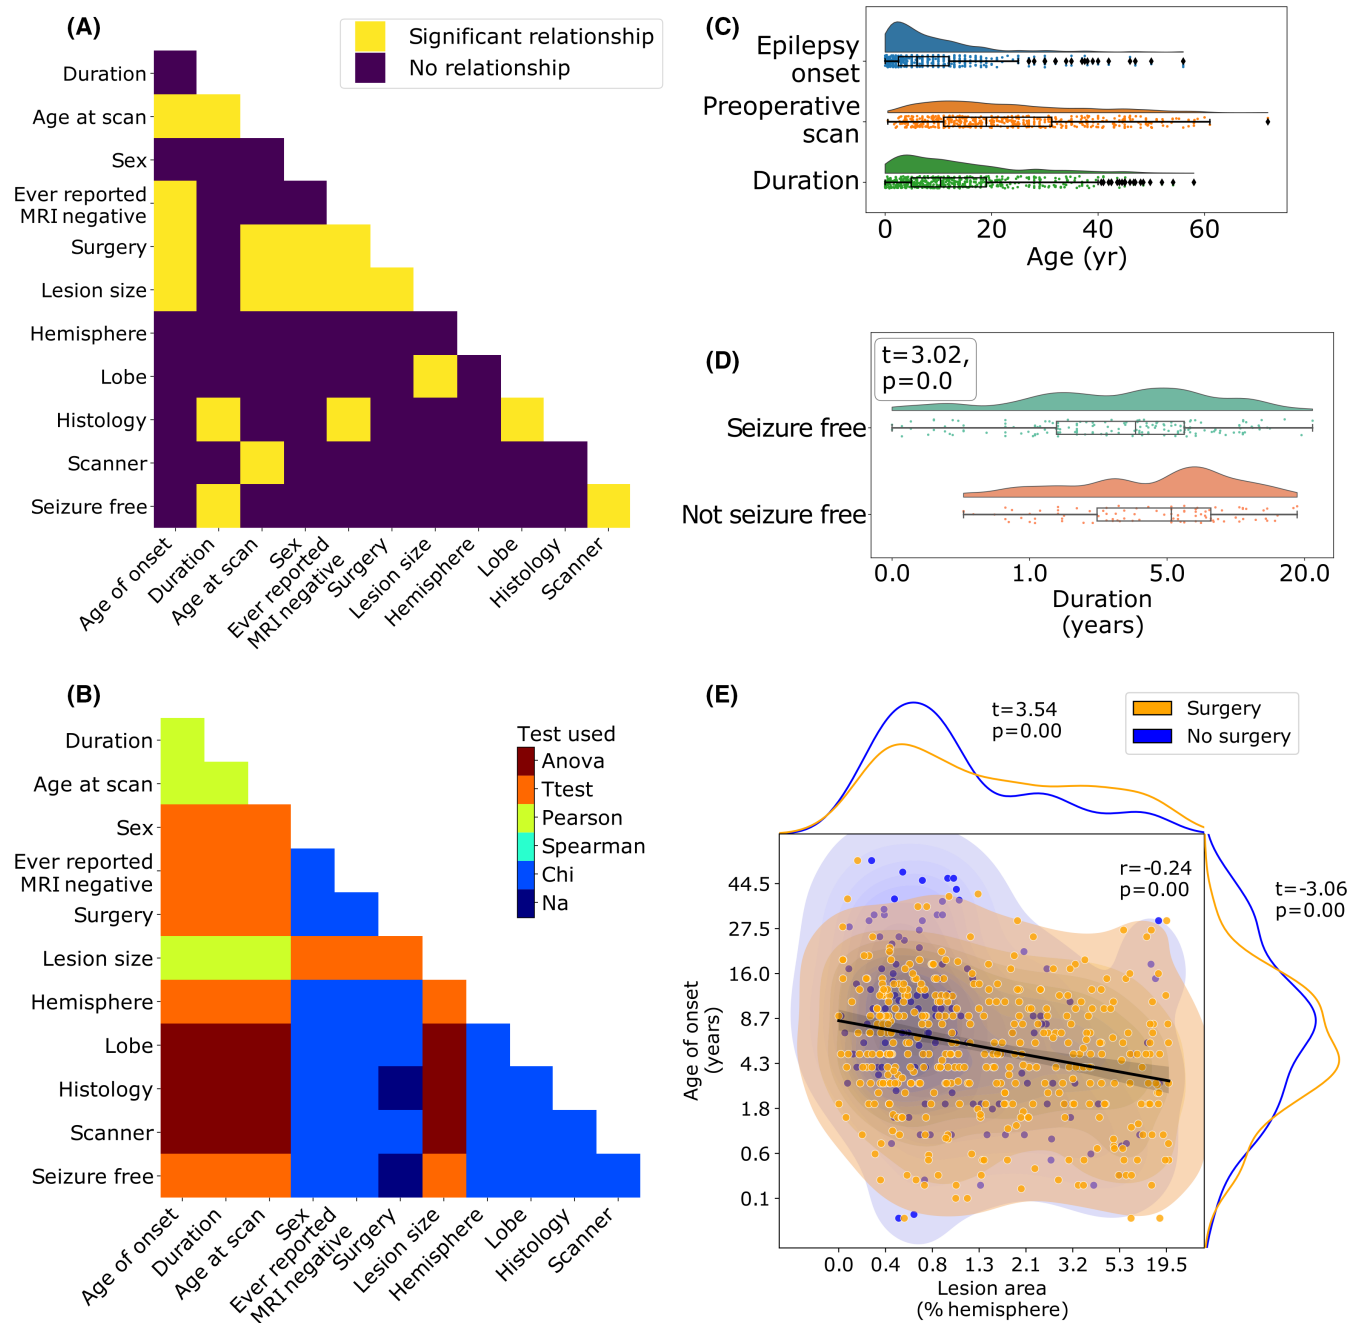 (A)
Significant relationship
No relationship
Duration
Age at scan
Sex
Ever reported
MRI negative
Surgery
Lesion size
Hemisphere
Lobe
Histology
Scanner
Seizure free
Age of onset
Duration
Age at scan
Sex
Ever reported
MRI negative
Surgery
Lesion size
Hemisphere
Lobe
Histology
Scanner
(B)
Test used
Anova
Ttest
Pearson
Spearman
Chi
Na
Duration
Age at scan
Sex
Ever reported
MRI negative
Surgery
Lesion size
Hemisphere
Lobe
Histology
Scanner
Seizure free
Age of onset
Duration
Age at scan
Sex
Ever reported
MRI negative
Surgery
Lesion size
Hemisphere
Lobe
Histology
Scanner
(C)
Epilepsy
onset
Preoperative
scan
Duration
0 20 40 60
Age (yr)
(D)
t=3.02,
p=0.0
Seizure free
Not seizure free
0.0 1.0 5.0 20.0
Duration
(years)
(E)
t=3.54
p=0.00
Surgery
No surgery
r=-0.24
p=0.00
t=-3.06
p=0.00
44.5
27.5
16.0
8.7
4.3
1.8
0.6
0.1
Age of onset
(years)
0.0 0.4 0.8 1.3 2.1 3.2 5.3 19.5
Lesion area
(% hemisphere)